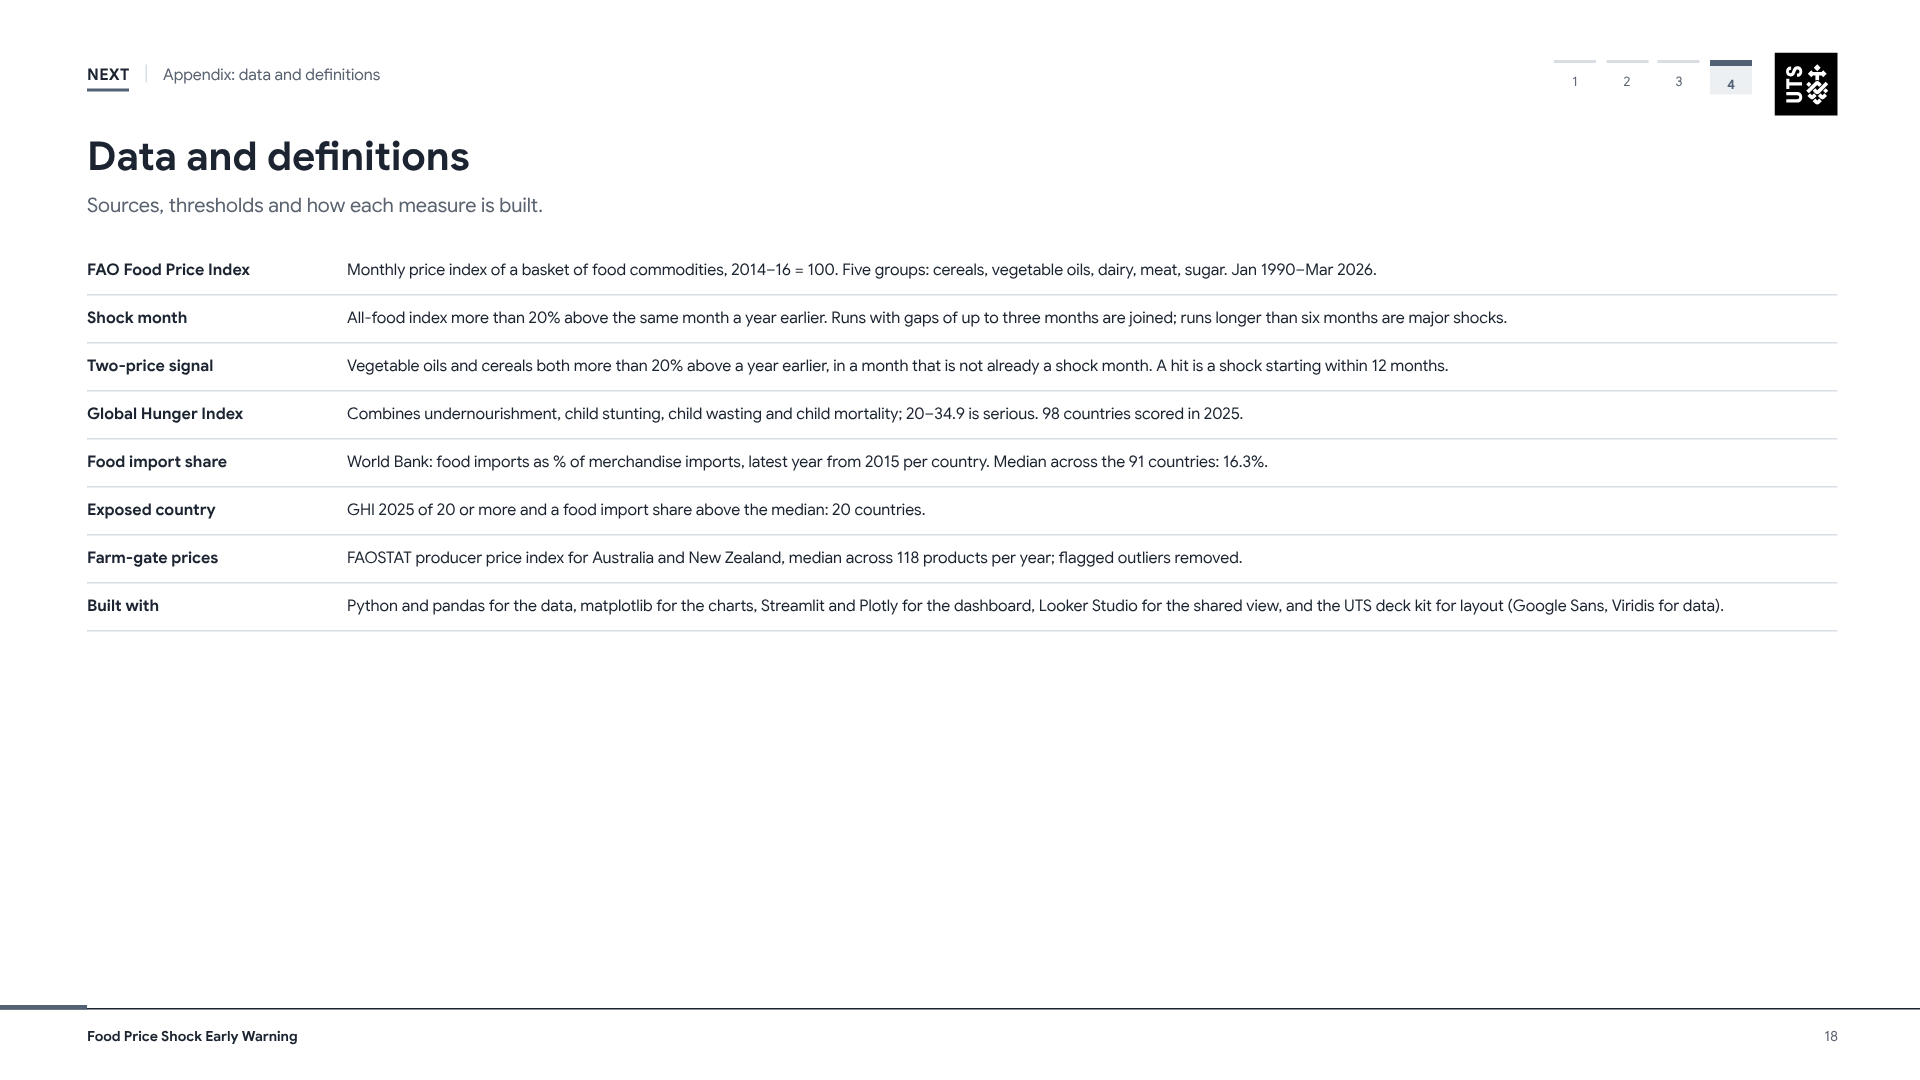 NEXT
Appendix: data and definitions
1
2
3
4
UTS
Data and definitions
Sources, thresholds and how each measure is built.
FAO Food Price Index
Monthly price index of a basket of food commodities, 2014–16 = 100. Five groups: cereals, vegetable oils, dairy, meat, sugar. Jan 1990–Mar 2026.
Shock month
All-food index more than 20% above the same month a year earlier. Runs with gaps of up to three months are joined; runs longer than six months are major shocks.
Two-price signal
Vegetable oils and cereals both more than 20% above a year earlier, in a month that is not already a shock month. A hit is a shock starting within 12 months.
Global Hunger Index
Combines undernourishment, child stunting, child wasting and child mortality; 20–34.9 is serious. 98 countries scored in 2025.
Food import share
World Bank: food imports as % of merchandise imports, latest year from 2015 per country. Median across the 91 countries: 16.3%.
Exposed country
GHI 2025 of 20 or more and a food import share above the median: 20 countries.
Farm-gate prices
FAOSTAT producer price index for Australia and New Zealand, median across 118 products per year; flagged outliers removed.
Built with
Python and pandas for the data, matplotlib for the charts, Streamlit and Plotly for the dashboard, Looker Studio for the shared view, and the UTS deck kit for layout (Google Sans, Viridis for data).
Food Price Shock Early Warning
18